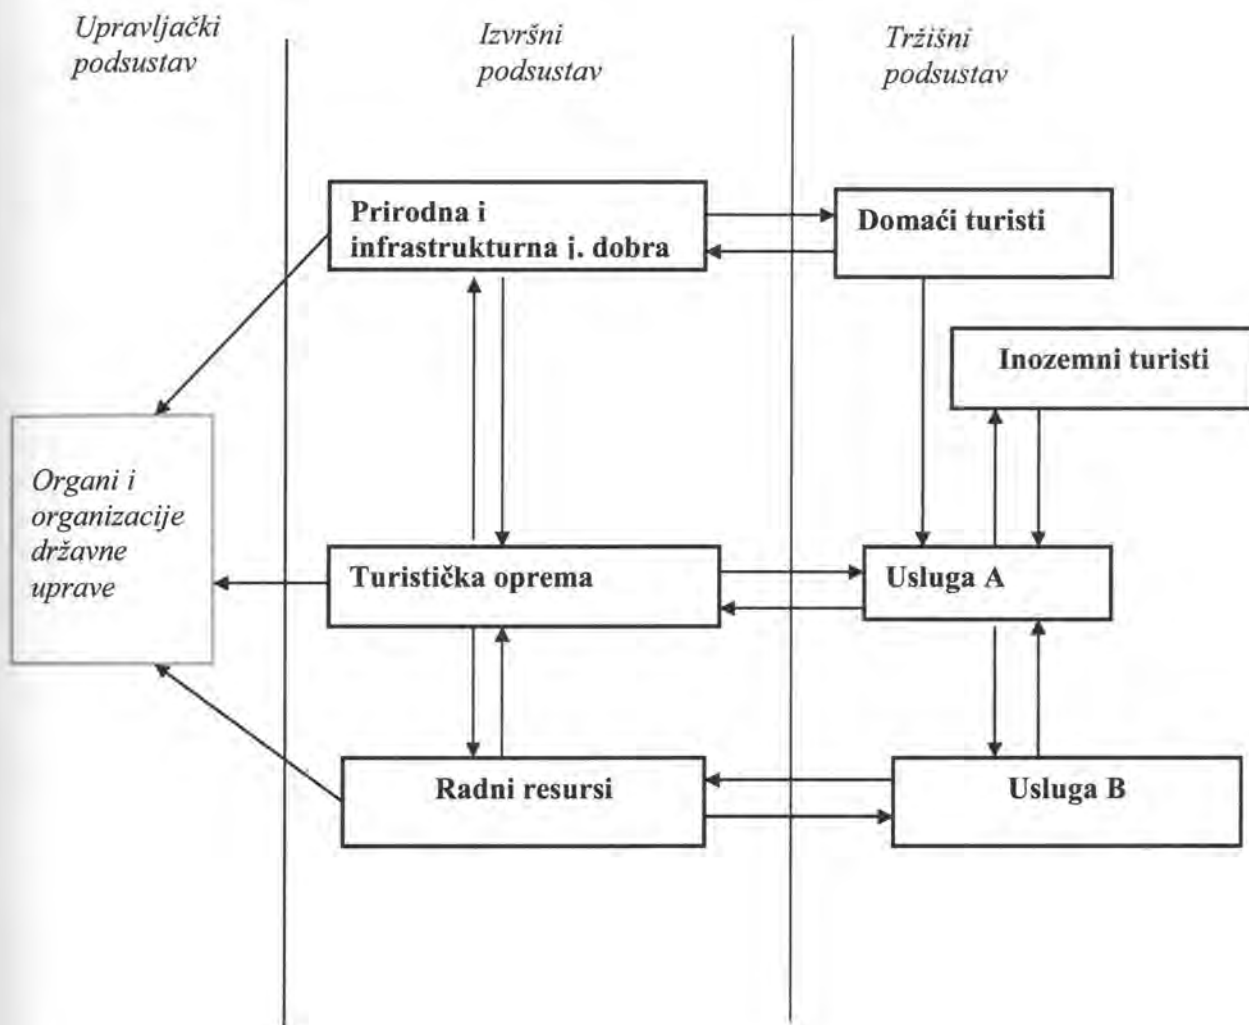 Upravljački
podsustav
Izvršni
podsustav
Tržišni
podsustav
Prirodna i
infrastrukturna j. dobra
Domaći turisti
Inozemni turisti
Organi i
organizacije
državne
uprave
Turistička oprema
Usluga A
Radni resursi
Usluga B